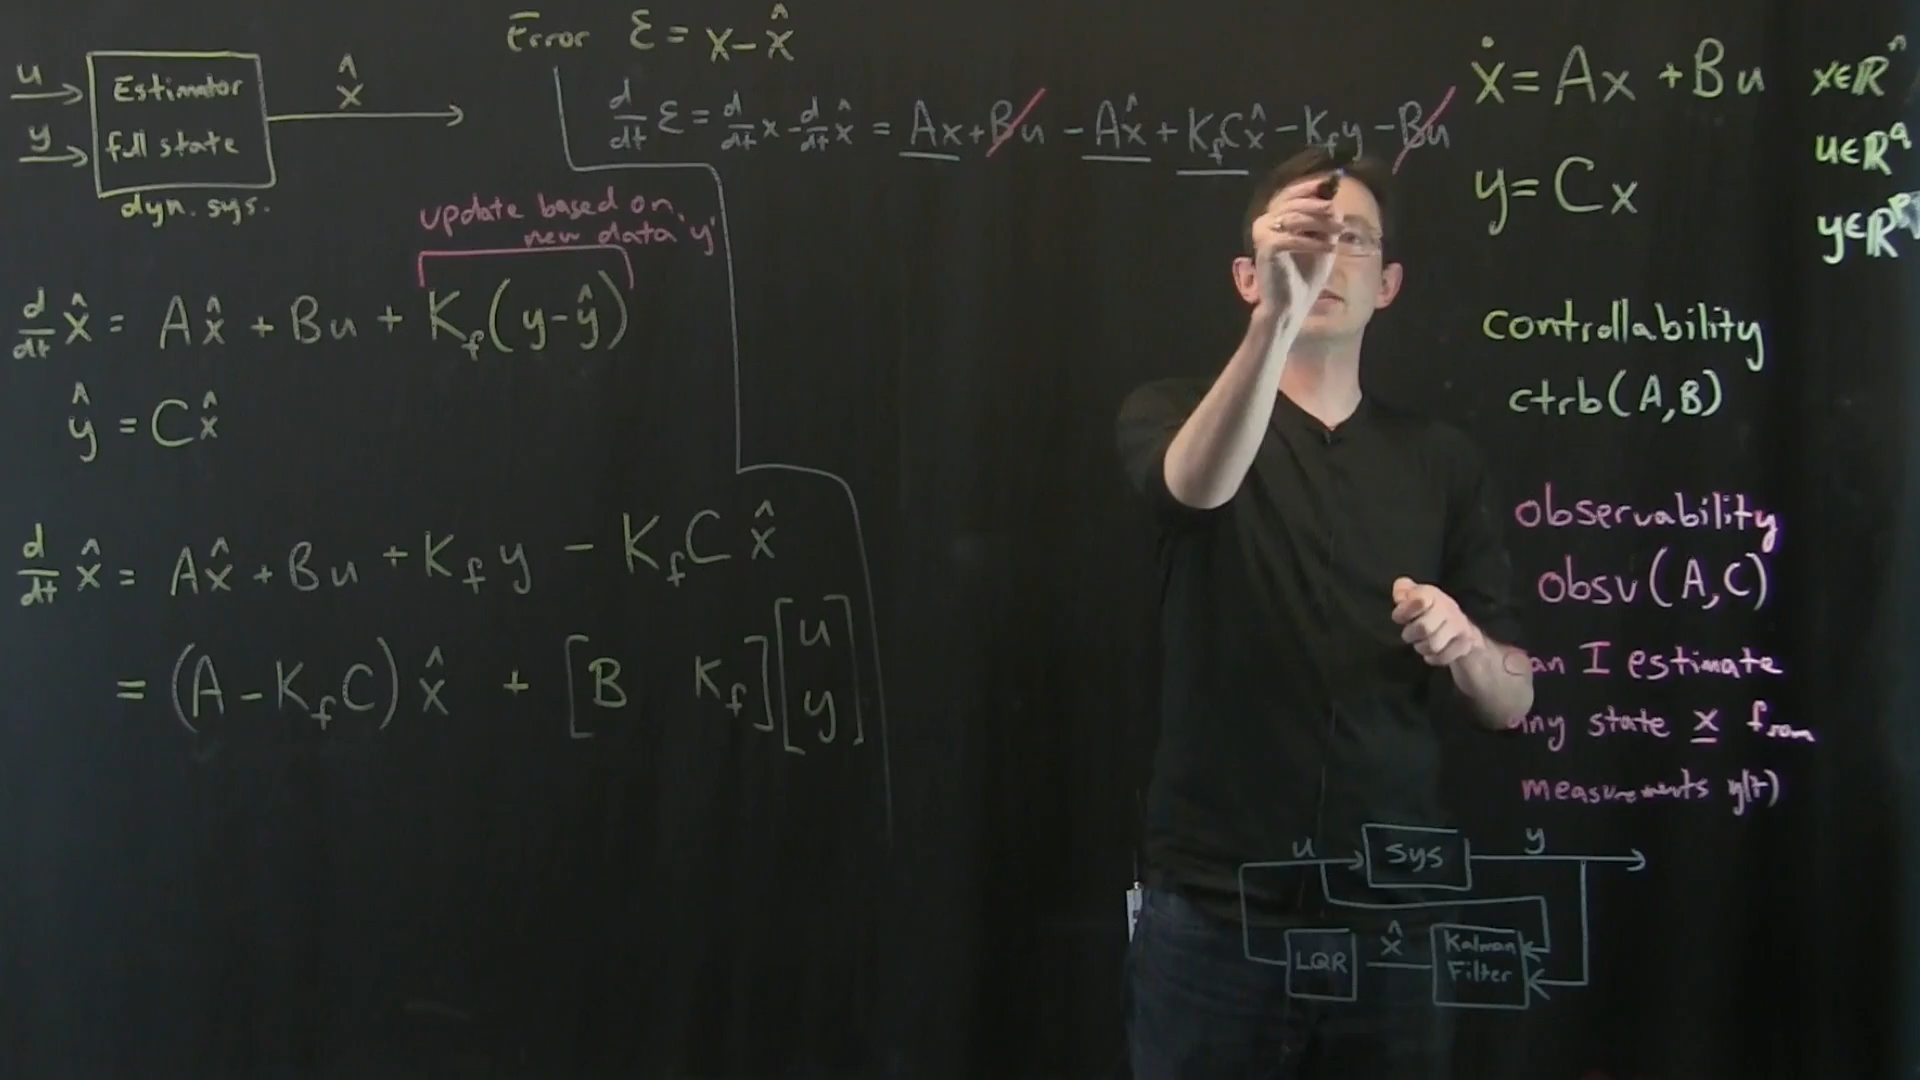 u
y
Estimator
full state
dyn. sys.
x̂
Error ε = x - x̂
d/dt ε = d/dt x - d/dt x̂ = Ax + Bu - Ax̂ + K_f C x̂ - K_f y - Bu
update based on
new data y
d/dt x̂ = Ax̂ + Bu + K_f (y - ŷ)
ŷ = Cx̂
d/dt x̂ = Ax̂ + Bu + K_f y - K_f C x̂
= (A - K_f C) x̂ + [B K_f] [u y]
ẋ = Ax + Bu
x ∈ ℝⁿ
y = Cx
u ∈ ℝ^q
y ∈ ℝ^p
controllability
ctrb(A,B)
observability
obsv(A,C)
Can I estimate
any state x from
measurements y(t)
u
sys
y
LQR
x̂
Kalman
Filter